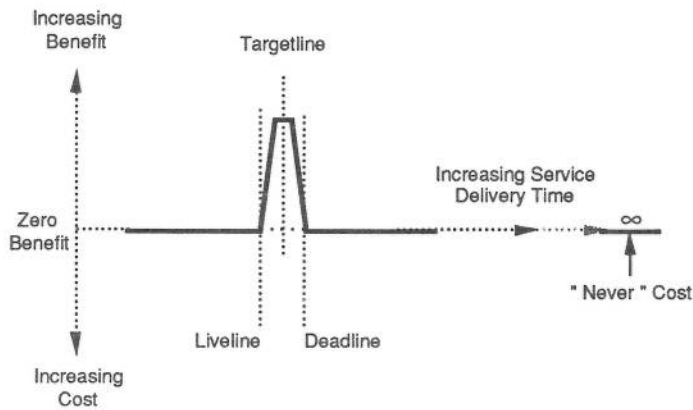 Increasing
Benefit
Targetline
Increasing Service
Delivery Time
Zero
Benefit
∞
" Never " Cost
Liveline
Deadline
Increasing
Cost